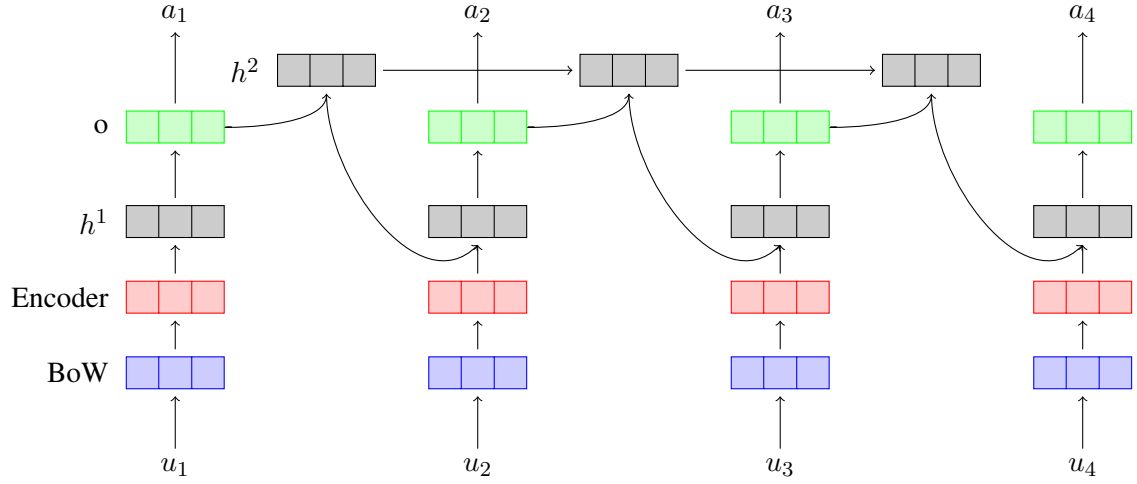 a₁ a₂ a₃ a₄
h²
o
h¹
Encoder
BoW
u₁ u₂ u₃ u₄